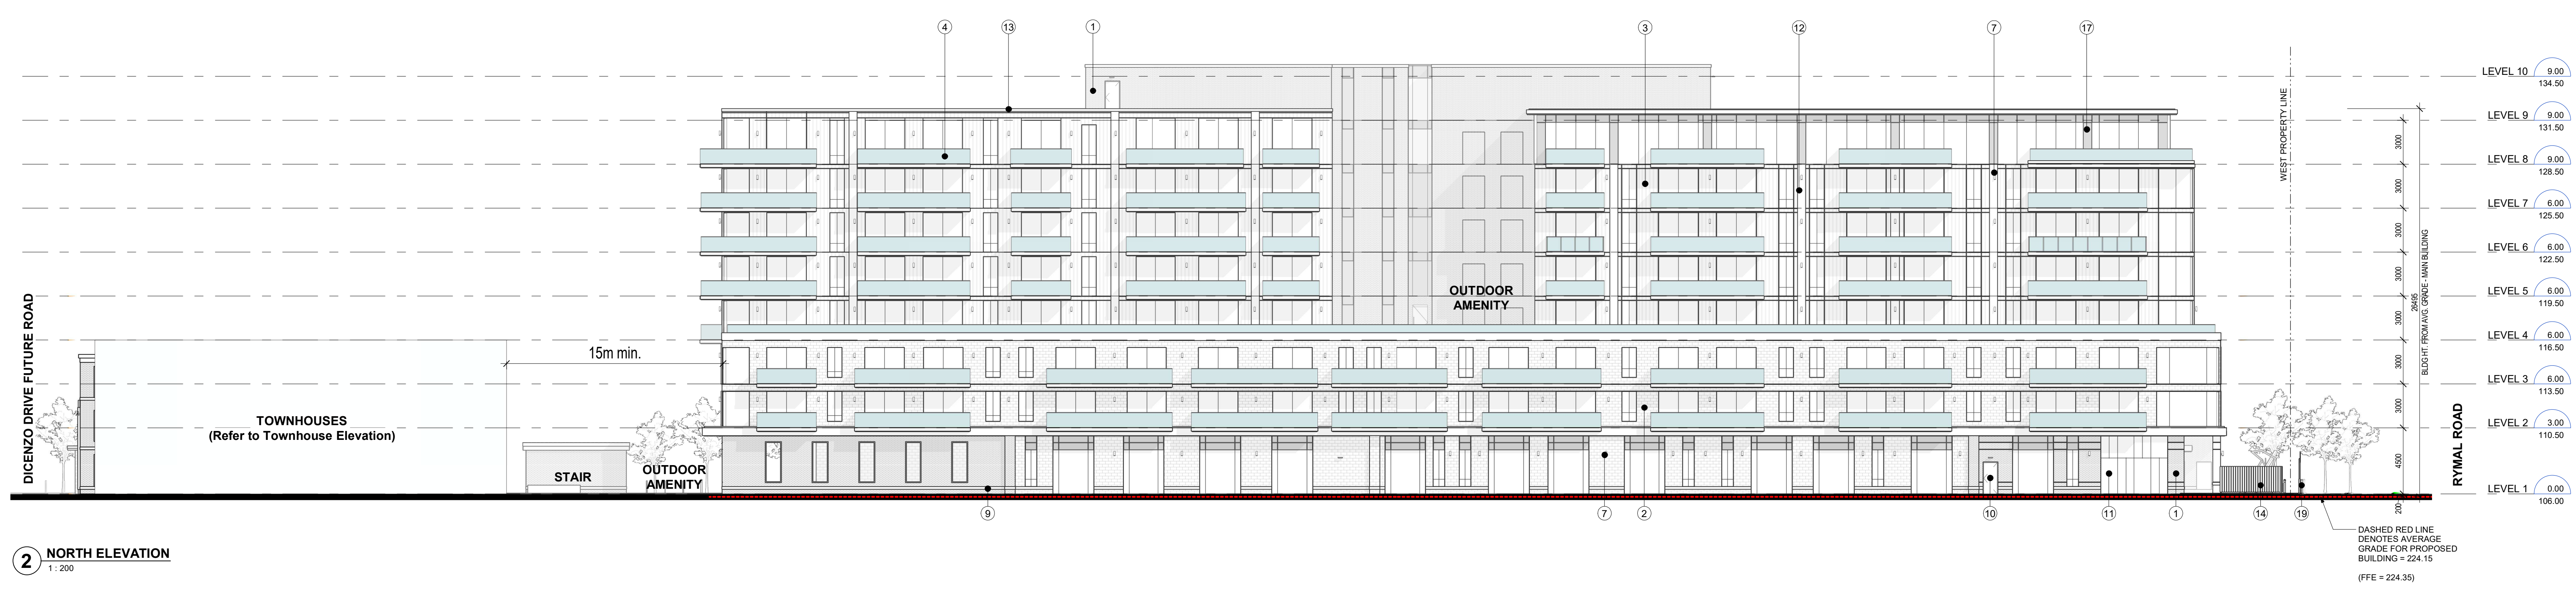 4
13
1
3
12
7
17
LEVEL 10 9.00
134.50
LEVEL 9 9.00
131.50
LEVEL 8 9.00
128.50
LEVEL 7 6.00
125.50
LEVEL 6 6.00
122.50
LEVEL 5 6.00
119.50
LEVEL 4 6.00
116.50
LEVEL 3 6.00
113.50
LEVEL 2 3.00
110.50
LEVEL 1 0.00
106.00
WEST PROPERTY LINE
3000
3000
3000
3000
3000
3000
3000
4500
200
26495
BLDG HT. FROM AVG. GRADE - MAIN BUILDING
RYMAL ROAD
DICENZO DRIVE FUTURE ROAD
15m min.
OUTDOOR
AMENITY
TOWNHOUSES
(Refer to Townhouse Elevation)
STAIR
OUTDOOR
AMENITY
9
7
2
10
11
1
14
19
DASHED RED LINE
DENOTES AVERAGE
GRADE FOR PROPOSED
BUILDING = 224.15
(FFE = 224.35)
2 NORTH ELEVATION
1 : 200